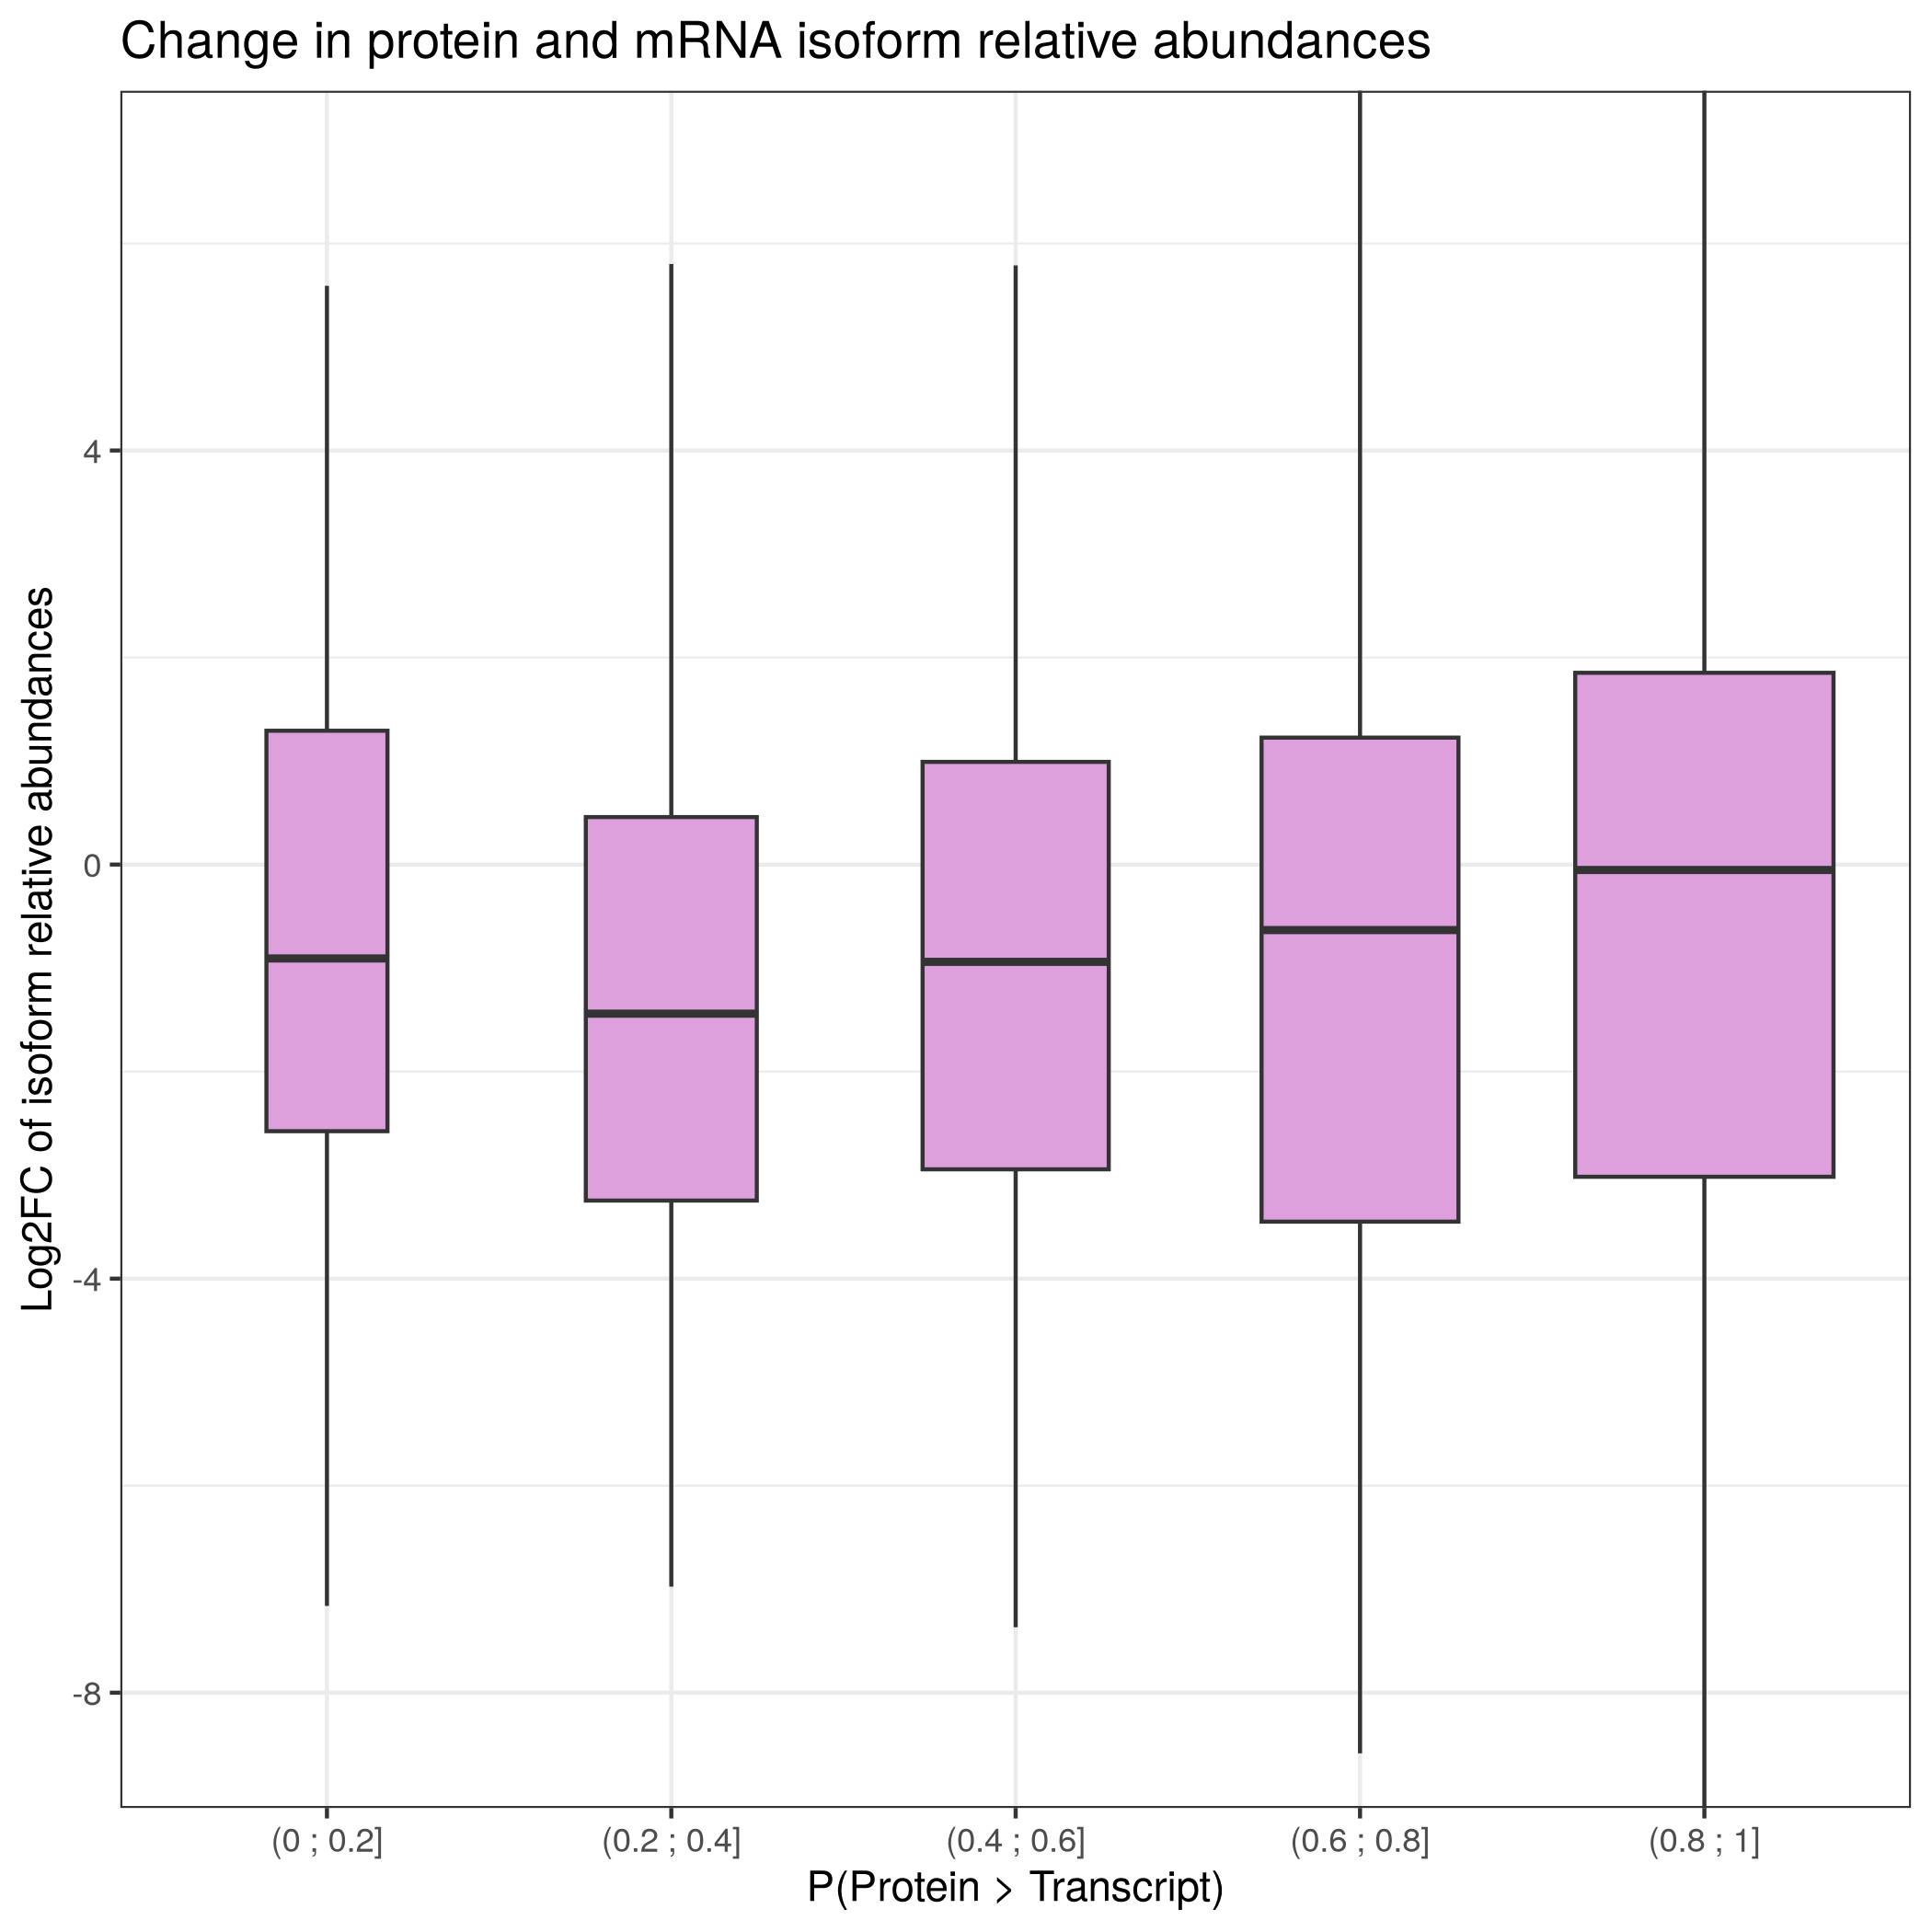 Change in protein and mRNA isoform relative abundances
Log2FC of isoform relative abundances
4
0
-4
-8
(0 ; 0.2]
(0.2 ; 0.4]
(0.4 ; 0.6]
(0.6 ; 0.8]
(0.8 ; 1]
P(Protein > Transcript)